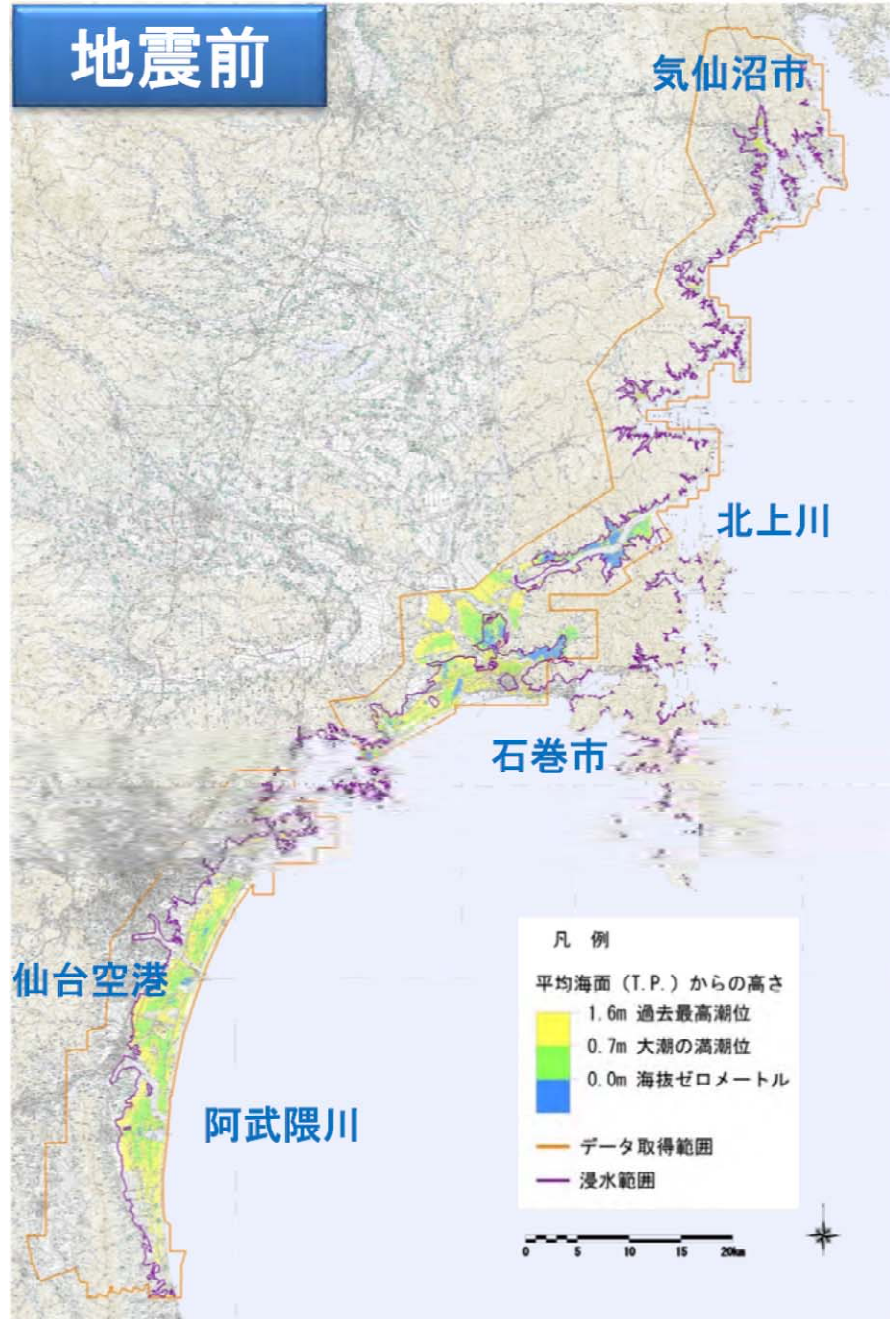 地震前
気仙沼市
北上川
石巻市
仙台空港
阿武隈川
凡 例
平均海面（T.P.）からの高さ
1.6m 過去最高潮位
0.7m 大潮の満潮位
0.0m 海抜ゼロメートル
データ取得範囲
浸水範囲
0 5 10 15 20km